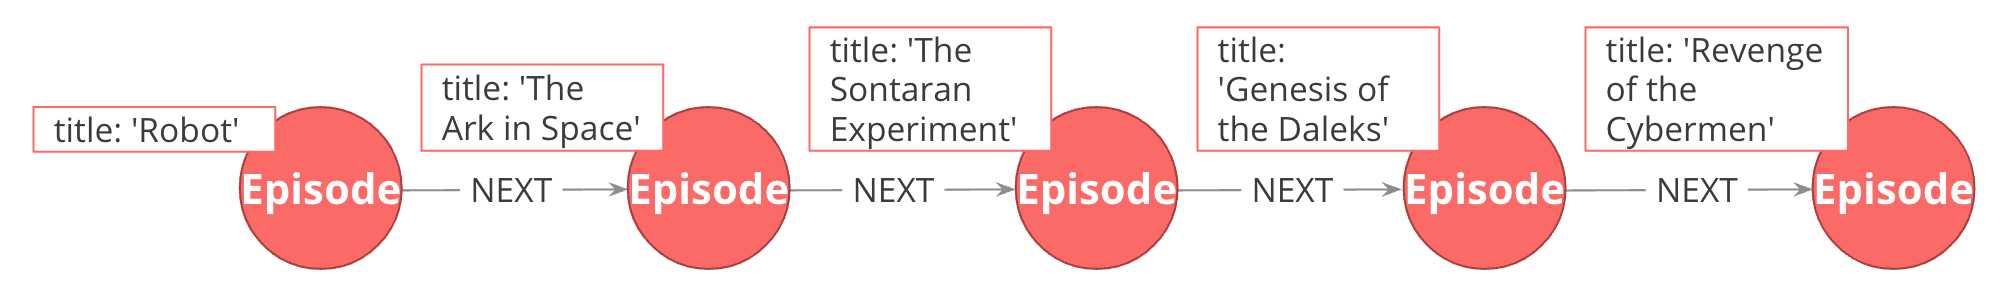 title: 'Robot'
Episode
NEXT
title: 'The
Ark in Space'
Episode
NEXT
title: 'The
Sontaran
Experiment'
Episode
NEXT
title:
'Genesis of
the Daleks'
Episode
NEXT
title: 'Revenge
of the
Cybermen'
Episode